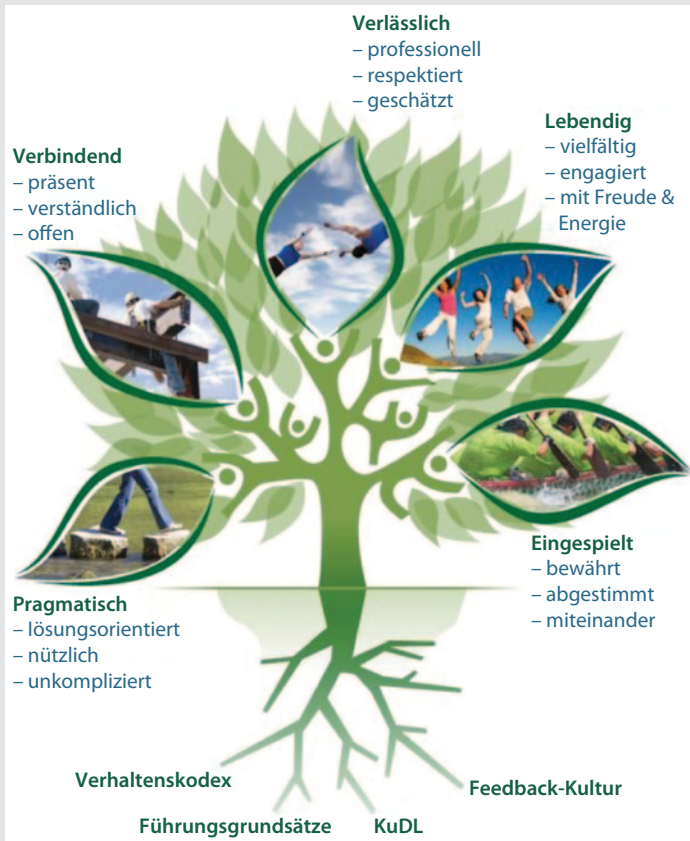 Verlässlich
– professionell
– respektiert
– geschätzt
Lebendig
– vielfältig
– engagiert
– mit Freude &
Energie
Verbindend
– präsent
– verständlich
– offen
Eingespielt
– bewährt
– abgestimmt
– miteinander
Pragmatisch
– lösungsorientiert
– nützlich
– unkompliziert
Verhaltenskodex
Feedback-Kultur
Führungsgrundsätze
KuDL